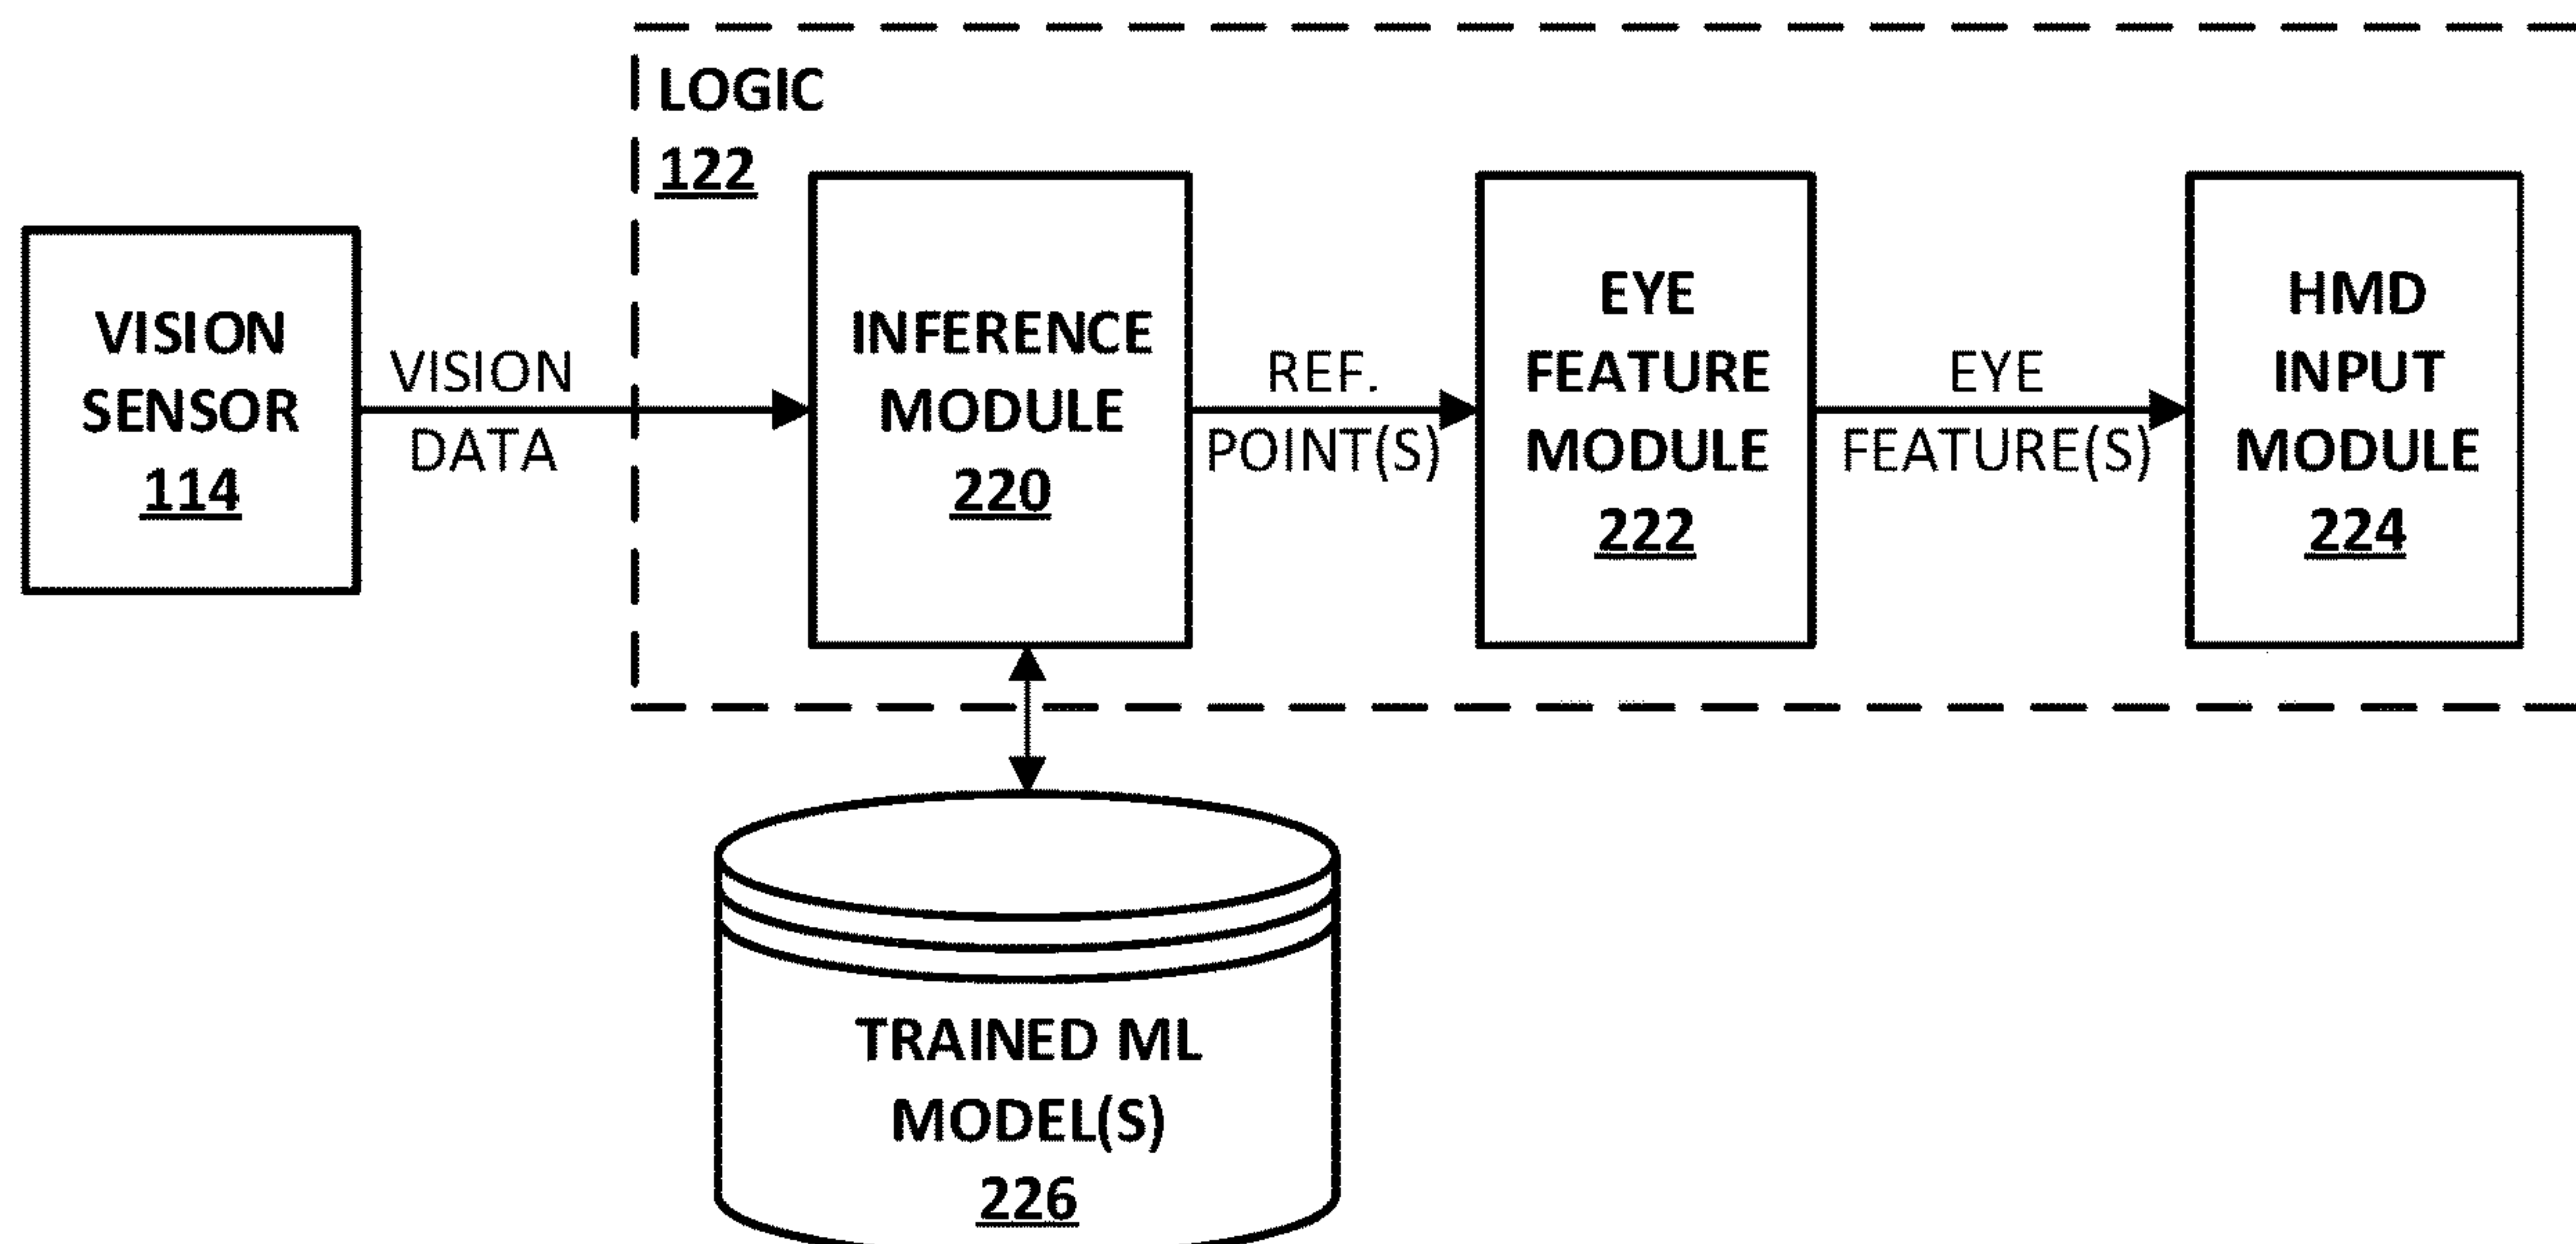 LOGIC
122
VISION
SENSOR
114
VISION
DATA
INFERENCE
MODULE
220
REF.
POINT(S)
EYE
FEATURE
MODULE
222
EYE
FEATURE(S)
HMD
INPUT
MODULE
224
TRAINED ML
MODEL(S)
226